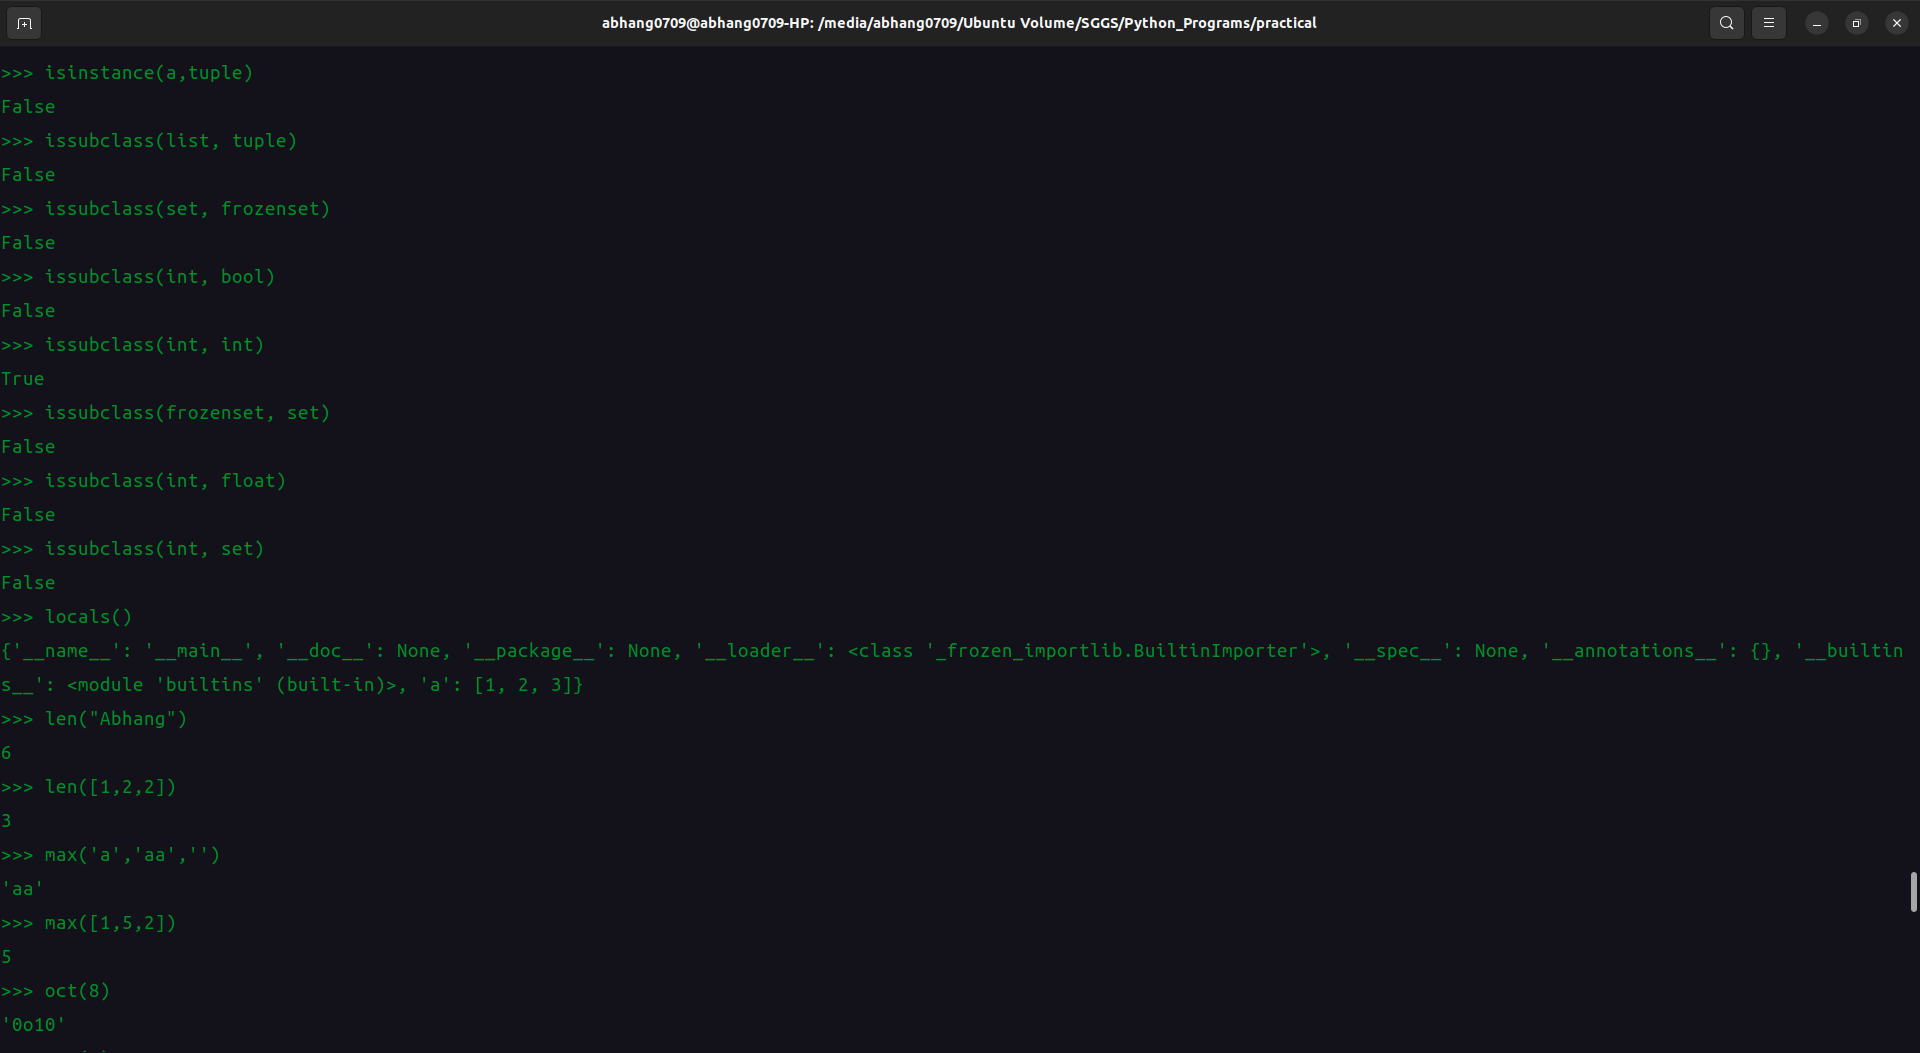 abhang0709@abhang0709-HP: /media/abhang0709/Ubuntu Volume/SGGS/Python_Programs/practical
>>> isinstance(a,tuple)
False
>>> issubclass(list, tuple)
False
>>> issubclass(set, frozenset)
False
>>> issubclass(int, bool)
False
>>> issubclass(int, int)
True
>>> issubclass(frozenset, set)
False
>>> issubclass(int, float)
False
>>> issubclass(int, set)
False
>>> locals()
{'__name__': '__main__', '__doc__': None, '__package__': None, '__loader__': <class '_frozen_importlib.BuiltinImporter'>, '__spec__': None, '__annotations__': {}, '__builtin
s__': <module 'builtins' (built-in)>, 'a': [1, 2, 3]}
>>> len("Abhang")
6
>>> len([1,2,2])
3
>>> max('a','aa','')
'aa'
>>> max([1,5,2])
5
>>> oct(8)
'0o10'